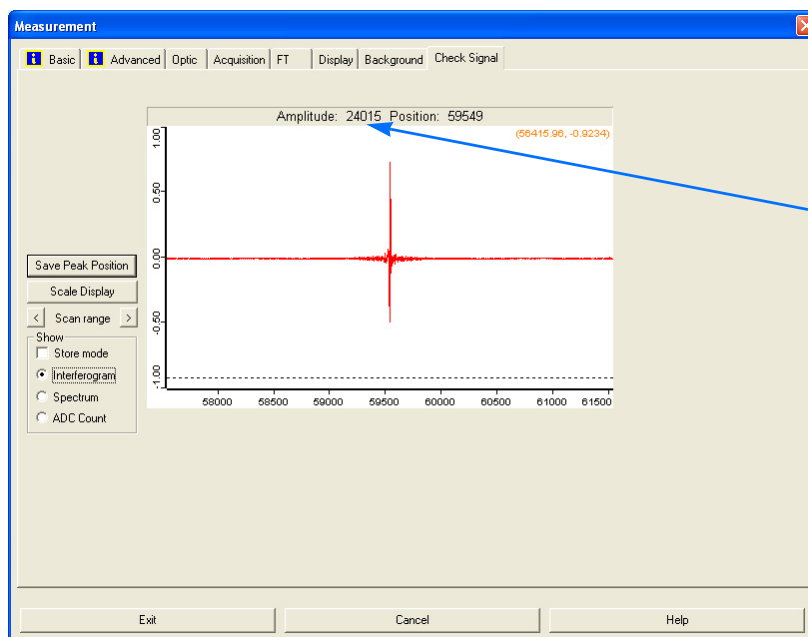 Measurement
Basic Advanced Optic Acquisition FT Display Background Check Signal
Amplitude: 24015 Position: 59549
(56415.96, -0.9234)
1.00
0.50
0.00
-0.50
-1.00
58000 58500 59000 59500 60000 60500 61000 61500
Save Peak Position
Scale Display
< Scan range >
Show
Store mode
Interferogram
Spectrum
ADC Count
Exit Cancel Help